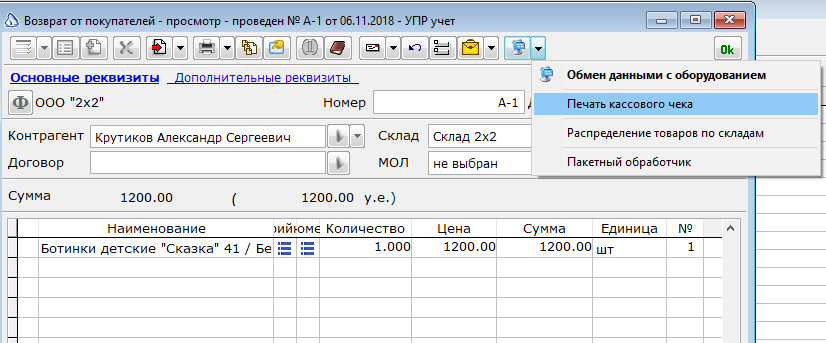 Возврат от покупателей - просмотр - проведен № А-1 от 06.11.2018 - УПР учет
Ok
Основные реквизиты Дополнительные реквизиты
Обмен данными с оборудованием
Печать кассового чека
Распределение товаров по складам
Пакетный обработчик
Ф ООО "2x2" Номер А-1
Контрагент Крутиков Александр Сергеевич Склад Склад 2x2
Договор МОЛ не выбран
Сумма 1200.00 ( 1200.00 у.е.)
Наименование рий юме Количество Цена Сумма Единица №
Ботинки детские "Сказка" 41 / Бе 1.000 1200.00 1200.00 шт 1